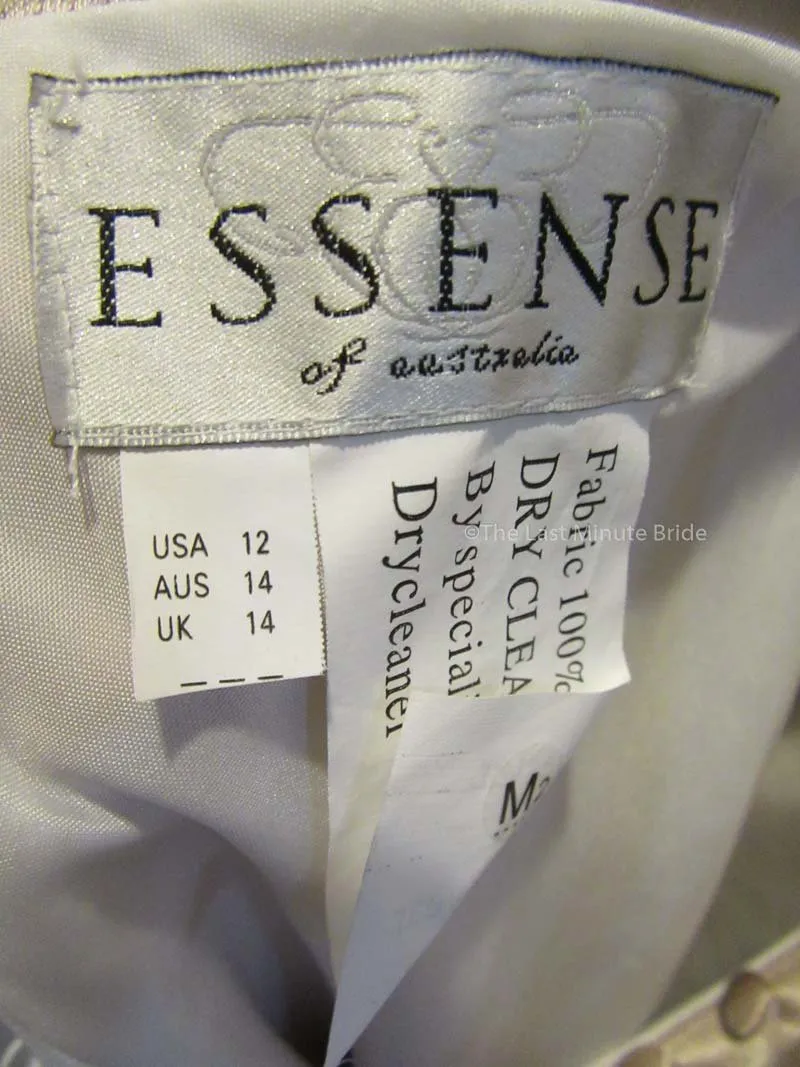 ESSENSE
of australia
USA 12
AUS 14
UK 14
Fabric 100%
DRY CLEA
By special
Drycleaner
©The Last Minute Bride